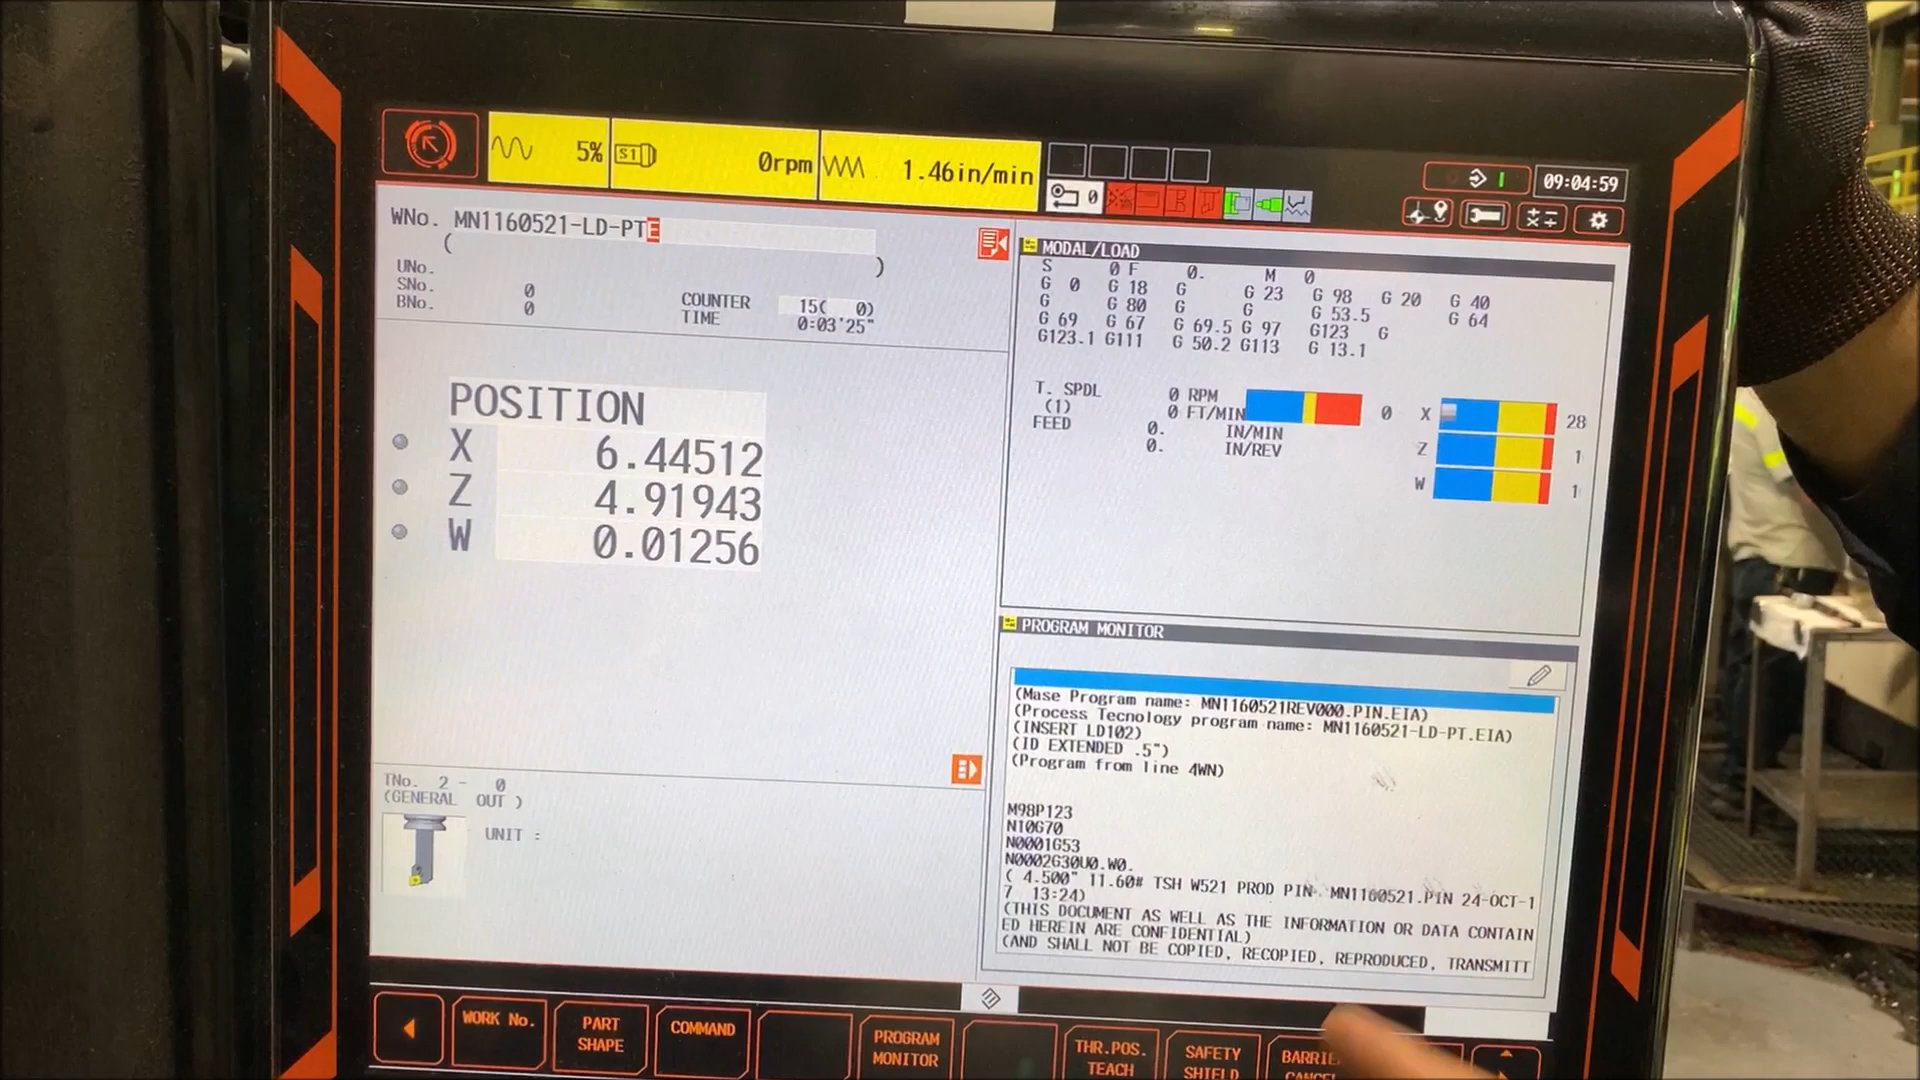 5%
S1
0rpm
1.46in/min
0
09:04:59
WNo. MN1160521-LD-PTE
( )
UNo.
SNo. 0
BNo. 0
COUNTER 15( 0)
TIME 0:03'25"
POSITION
X 6.44512
Z 4.91943
W 0.01256
TNo. 2 - 0
(GENERAL OUT )
UNIT :
MODAL/LOAD
S 0 F 0. M 0
G 0 G 18 G G 23 G 98 G 20 G 40
G G 80 G G G 53.5 G 64
G 69 G 67 G 69.5 G 97 G123 G
G123.1 G111 G 50.2 G113 G 13.1
T. SPDL 0 RPM
(1) 0 FT/MIN 0
FEED 0. IN/MIN
0. IN/REV
X 28
Z 1
W 1
PROGRAM MONITOR
(Mase Program name: MN1160521REV000.PIN.EIA)
(Process Tecnology program name: MN1160521-LD-PT.EIA)
(INSERT LD102)
(ID EXTENDED .5")
(Program from line 4WN)
M98P123
N10G70
N0001G53
N0002G30U0.W0.
( 4.500" 11.60# TSH W521 PROD PIN- MN1160521.PIN 24-OCT-1
7 13:24)
(THIS DOCUMENT AS WELL AS THE INFORMATION OR DATA CONTAIN
ED HEREIN ARE CONFIDENTIAL)
(AND SHALL NOT BE COPIED, RECOPIED, REPRODUCED, TRANSMITT
WORK No.
PART
SHAPE
COMMAND
PROGRAM
MONITOR
THR.POS.
TEACH
SAFETY
SHIELD